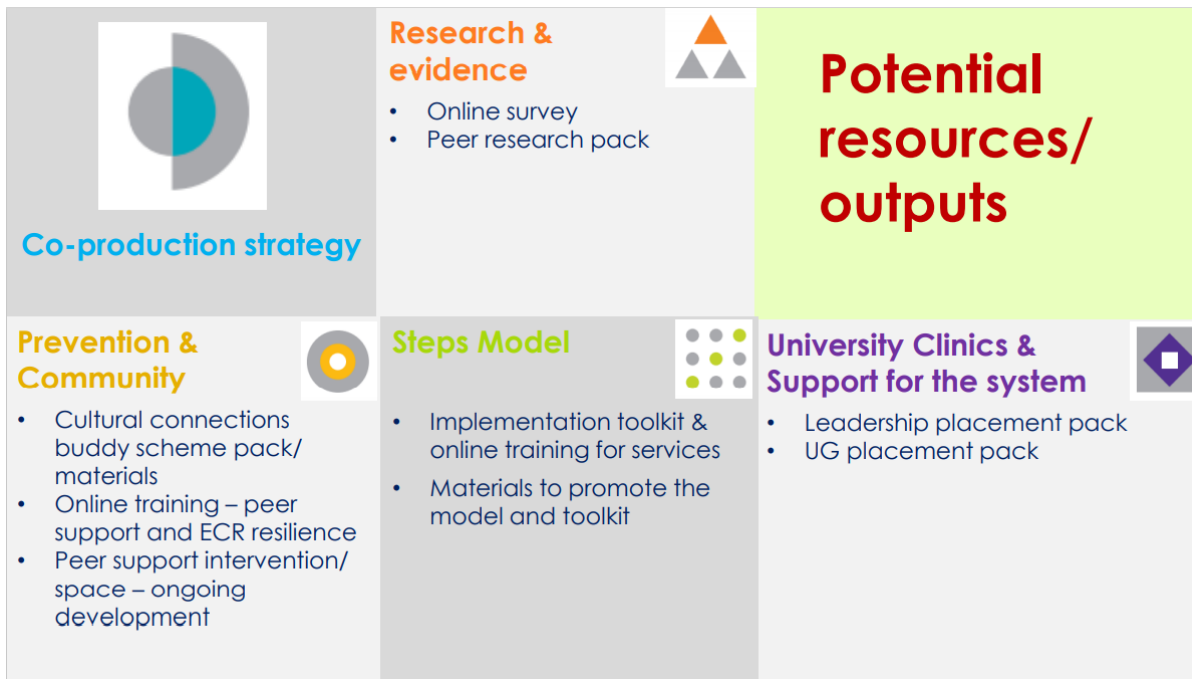 Co-production strategy
Research &
evidence
• Online survey
• Peer research pack
Potential
resources/
outputs
Prevention &
Community
• Cultural connections
buddy scheme pack/
materials
• Online training – peer
support and ECR resilience
• Peer support intervention/
space – ongoing
development
Steps Model
• Implementation toolkit &
online training for services
• Materials to promote the
model and toolkit
University Clinics &
Support for the system
• Leadership placement pack
• UG placement pack